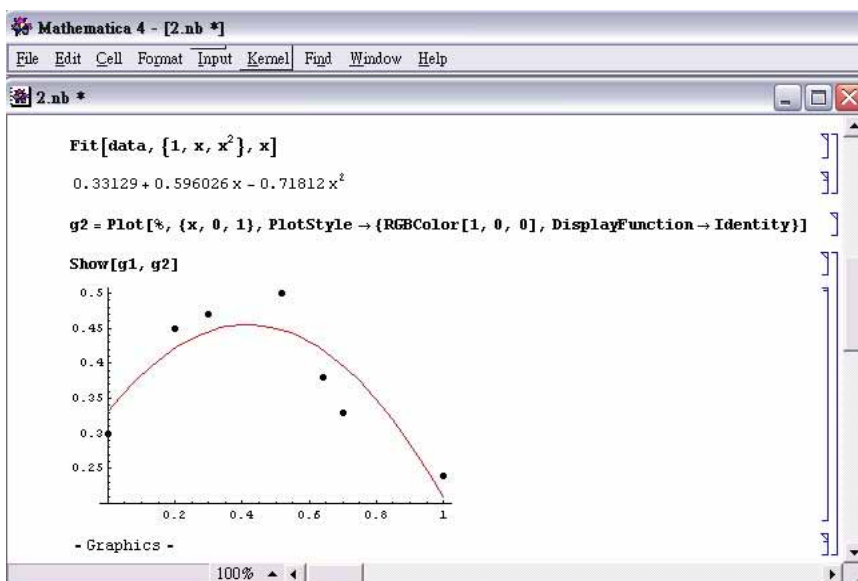 Mathematica 4 - [2.nb *]
File Edit Cell Format Input Kernel Find Window Help
2.nb *
Fit[data, {1, x, x²}, x]
0.33129 + 0.596026 x - 0.71812 x²
g2 = Plot[%, {x, 0, 1}, PlotStyle → {RGBColor[1, 0, 0], DisplayFunction → Identity}]
Show[g1, g2]
0.5
0.45
0.4
0.35
0.3
0.25
0.2 0.4 0.6 0.8 1
- Graphics -
100%